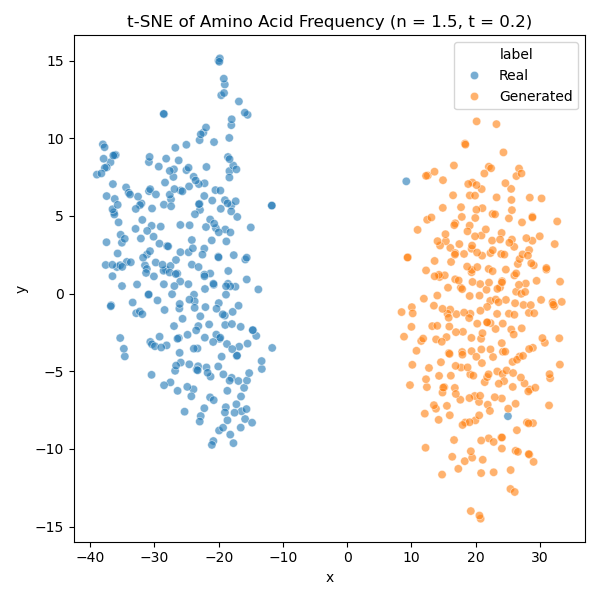 t-SNE of Amino Acid Frequency (n = 1.5, t = 0.2)
label
Real
Generated
15
10
5
0
−5
−10
−15
y
−40 −30 −20 −10 0 10 20 30
x